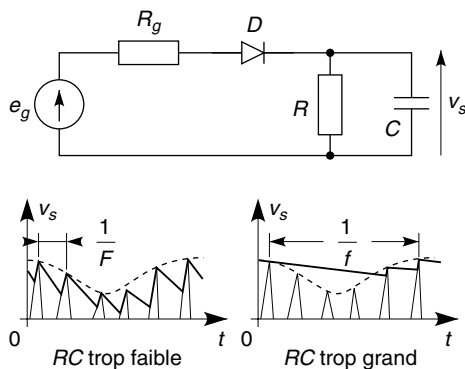 R_g D
e_g R C v_s
v_s 1/F
0 t
RC trop faible
v_s 1/f
0 t
RC trop grand